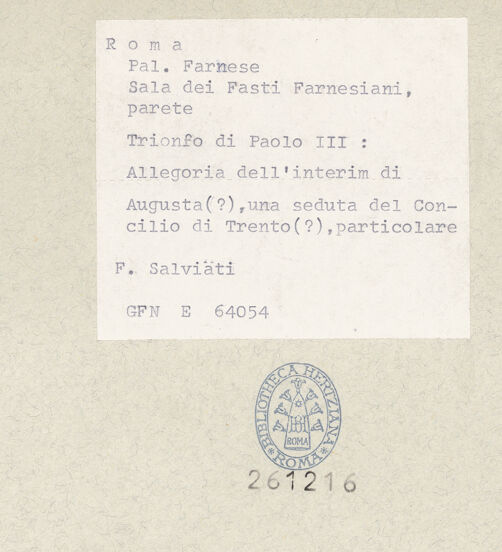 Roma
Pal. Farnese
Sala dei Fasti Farnesiani,
parete
Trionfo di Paolo III :
Allegoria dell'interim di
Augusta(?),una seduta del Con-
cilio di Trento(?),particolare
F. Salviati
GFN E 64054
*BIBLIOTHECA HERTZIANA*
ROMA
ROMA
261216